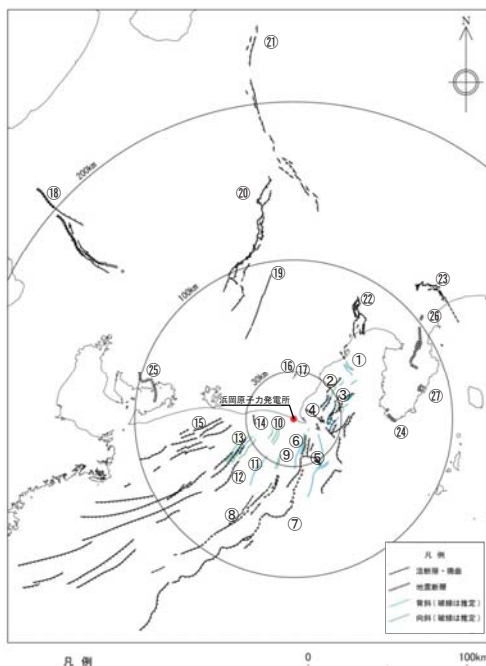 ㉑
N
200km
⑱
⑳
100km
⑲
㉒
㉓
㉖
①
30km
⑯
⑰
㉕
②
浜岡原子力発電所
③
㉗
④
⑭
⑩
㉔
⑮
⑬
⑥
⑤
⑪
⑨
⑫
⑧
⑦
凡 例
活断層・撓曲
地震断層
背斜(破線は推定)
向斜(破線は推定)
凡 例
0
100km